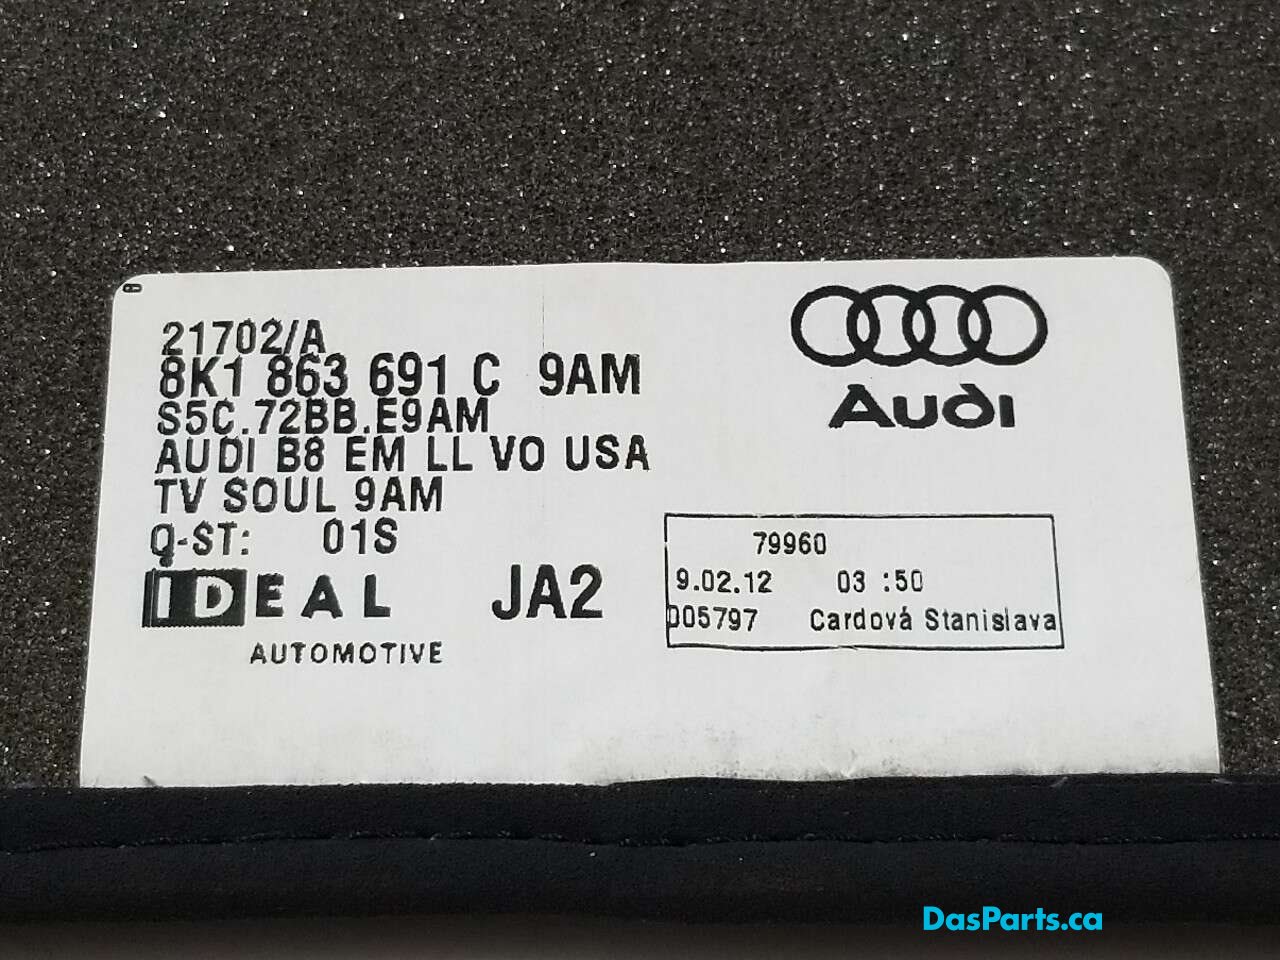 21702/A
8K1 863 691 C 9AM
S5C.72BB.E9AM
AUDI B8 EM LL VO USA
TV SOUL 9AM
Q-ST: 01S
IDEAL
AUTOMOTIVE
JA2
Audi
79960
9.02.12 03 :50
005797 Cardová Stanislava
DasParts.ca